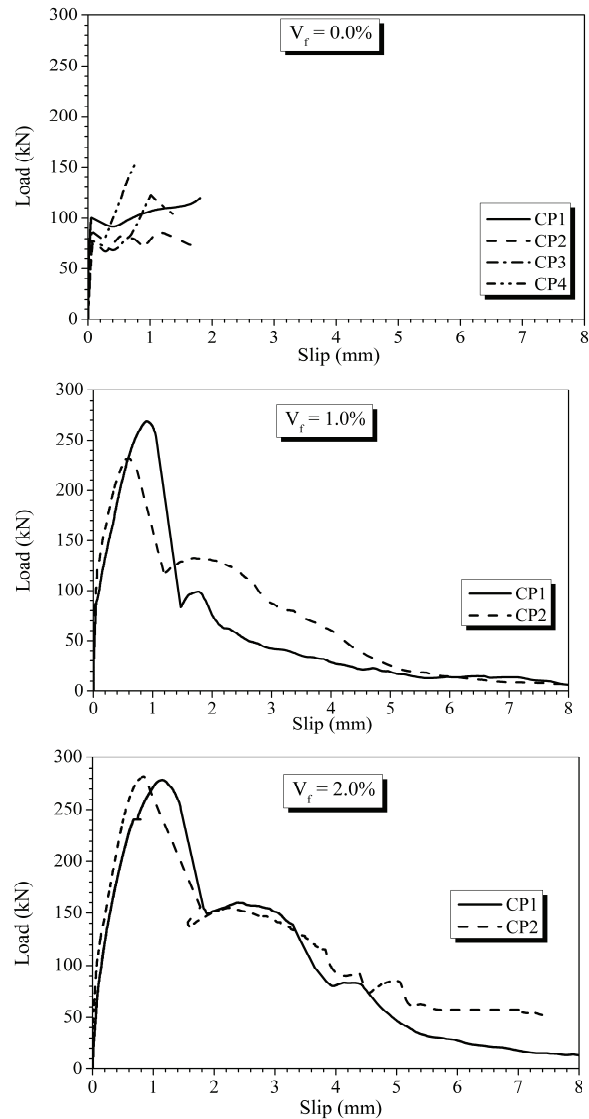 300
V_f = 0.0%
250
200
Load (kN)
150
100
CP1
CP2
50
CP3
CP4
0
0 1 2 3 4 5 6 7 8
Slip (mm)
300
V_f = 1.0%
250
200
Load (kN)
150
100
CP1
CP2
50
0
0 1 2 3 4 5 6 7 8
Slip (mm)
300
V_f = 2.0%
250
200
Load (kN)
150
CP1
CP2
100
50
0
0 1 2 3 4 5 6 7 8
Slip (mm)